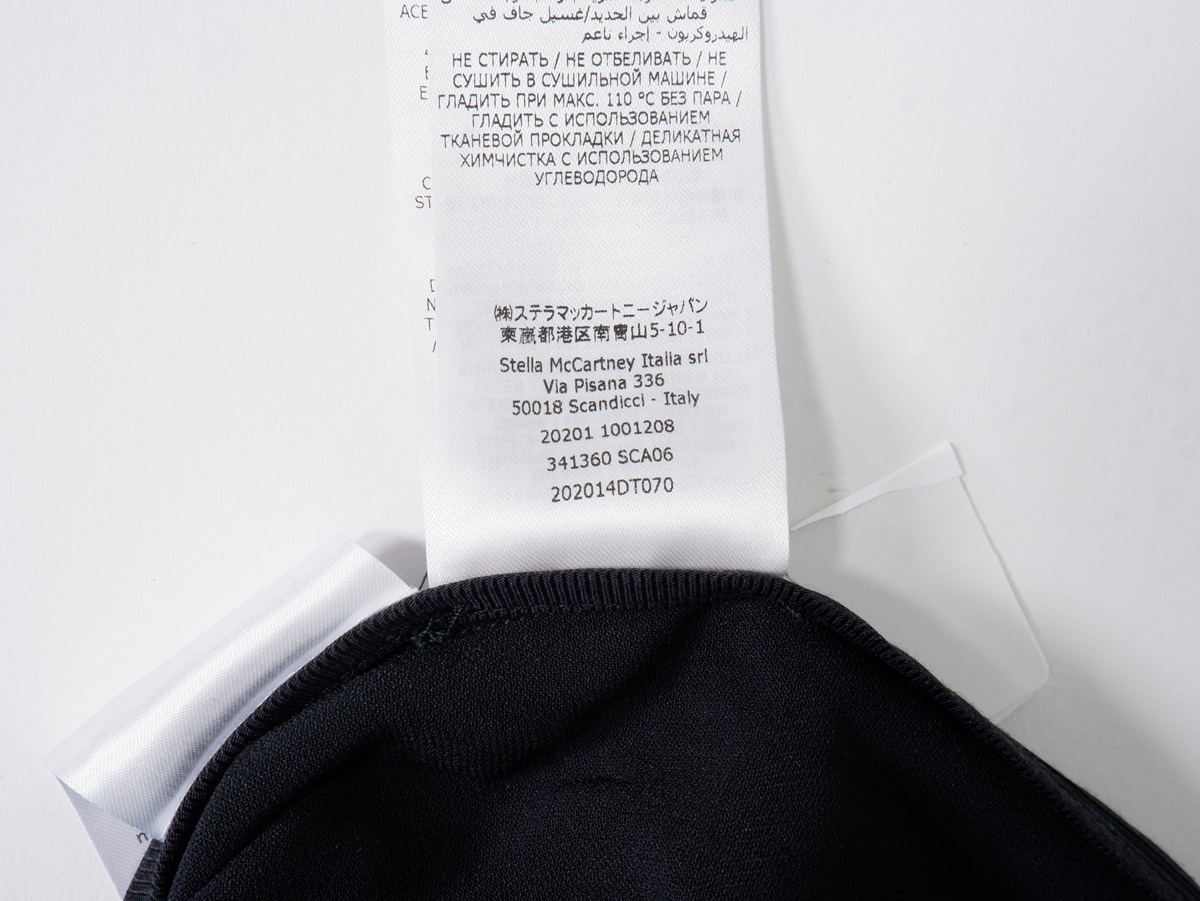 ACE
E
E
C
ST
D
N
T
/
قماش بين الحديد/غسيل جاف في
الهيدروكربون - إجراء ناعم
НЕ СТИРАТЬ / НЕ ОТБЕЛИВАТЬ / НЕ
СУШИТЬ В СУШИЛЬНОЙ МАШИНЕ /
ГЛАДИТЬ ПРИ МАКС. 110 °C БЕЗ ПАРА /
ГЛАДИТЬ С ИСПОЛЬЗОВАНИЕМ
ТКАНЕВОЙ ПРОКЛАДКИ / ДЕЛИКАТНАЯ
ХИМЧИСТКА С ИСПОЛЬЗОВАНИЕМ
УГЛЕВОДОРОДА
㈱ステラマッカートニージャパン
東京都港区南青山5-10-1
Stella McCartney Italia srl
Via Pisana 336
50018 Scandicci - Italy
20201 1001208
341360 SCA06
202014DT070
n